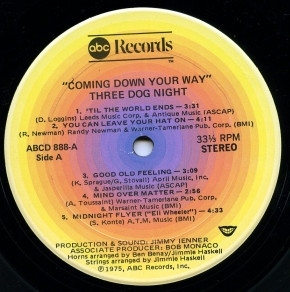 abc Records
"COMING DOWN YOUR WAY"
THREE DOG NIGHT
1. 'TIL THE WORLD ENDS — 3:31
(D. Loggins) Leeds Music Corp, & Antique Music (ASCAP)
2. YOU CAN LEAVE YOUR HAT ON — 4:11
(R. Newman) Randy Newman & Warner-Tamerlane Pub. Corp, (BMI)
ABCD 888-A
Side A
33⅓ RPM
STEREO
3. GOOD OLD FEELING — 3:09
(K. Sprague/G. Stovall) April Music, Inc,
& Jasperilla Music (ASCAP)
4. MIND OVER MATTER — 2:56
(A. Toussaint) Warner-Tamerlane Pub, Corp,
& Marsaint Music (BMI)
5. MIDNIGHT FLYER ("Eli Wheeler") — 4:33
(S. Konte) A.T.M. Music (BMI)
PRODUCTION & SOUND: JIMMY IENNER
ASSOCIATE PRODUCER: BOB MONACO
Horns arranged by Ben Benay/Jimmie Haskell
Strings arranged by Jimmie Haskell
©1975, ABC Records, Inc.